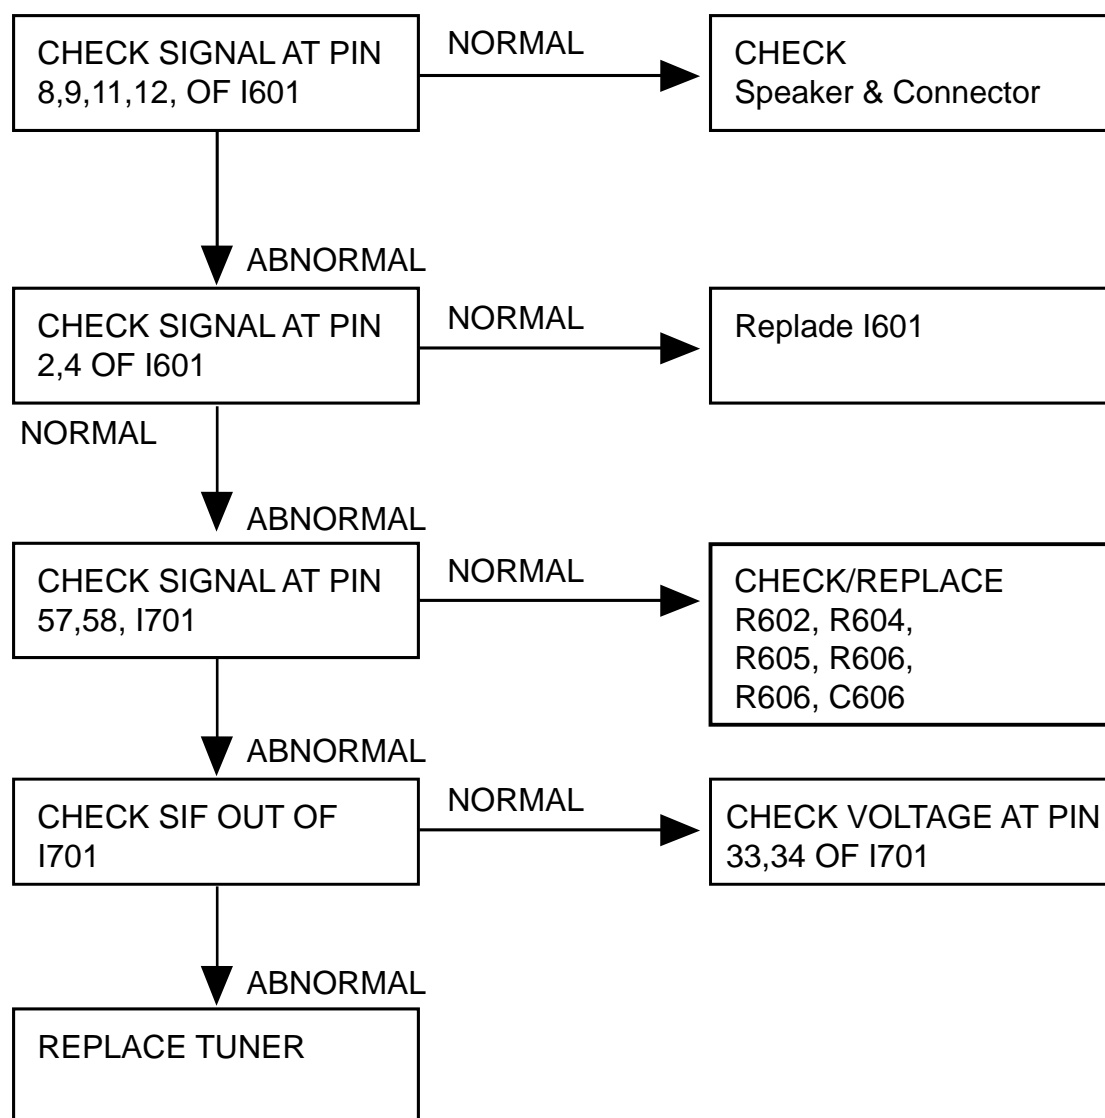 CHECK SIGNAL AT PIN
8,9,11,12, OF I601
NORMAL
CHECK
Speaker & Connector
ABNORMAL
CHECK SIGNAL AT PIN
2,4 OF I601
NORMAL
Replade I601
NORMAL
ABNORMAL
CHECK SIGNAL AT PIN
57,58, I701
NORMAL
CHECK/REPLACE
R602, R604,
R605, R606,
R606, C606
ABNORMAL
CHECK SIF OUT OF
I701
NORMAL
CHECK VOLTAGE AT PIN
33,34 OF I701
ABNORMAL
REPLACE TUNER